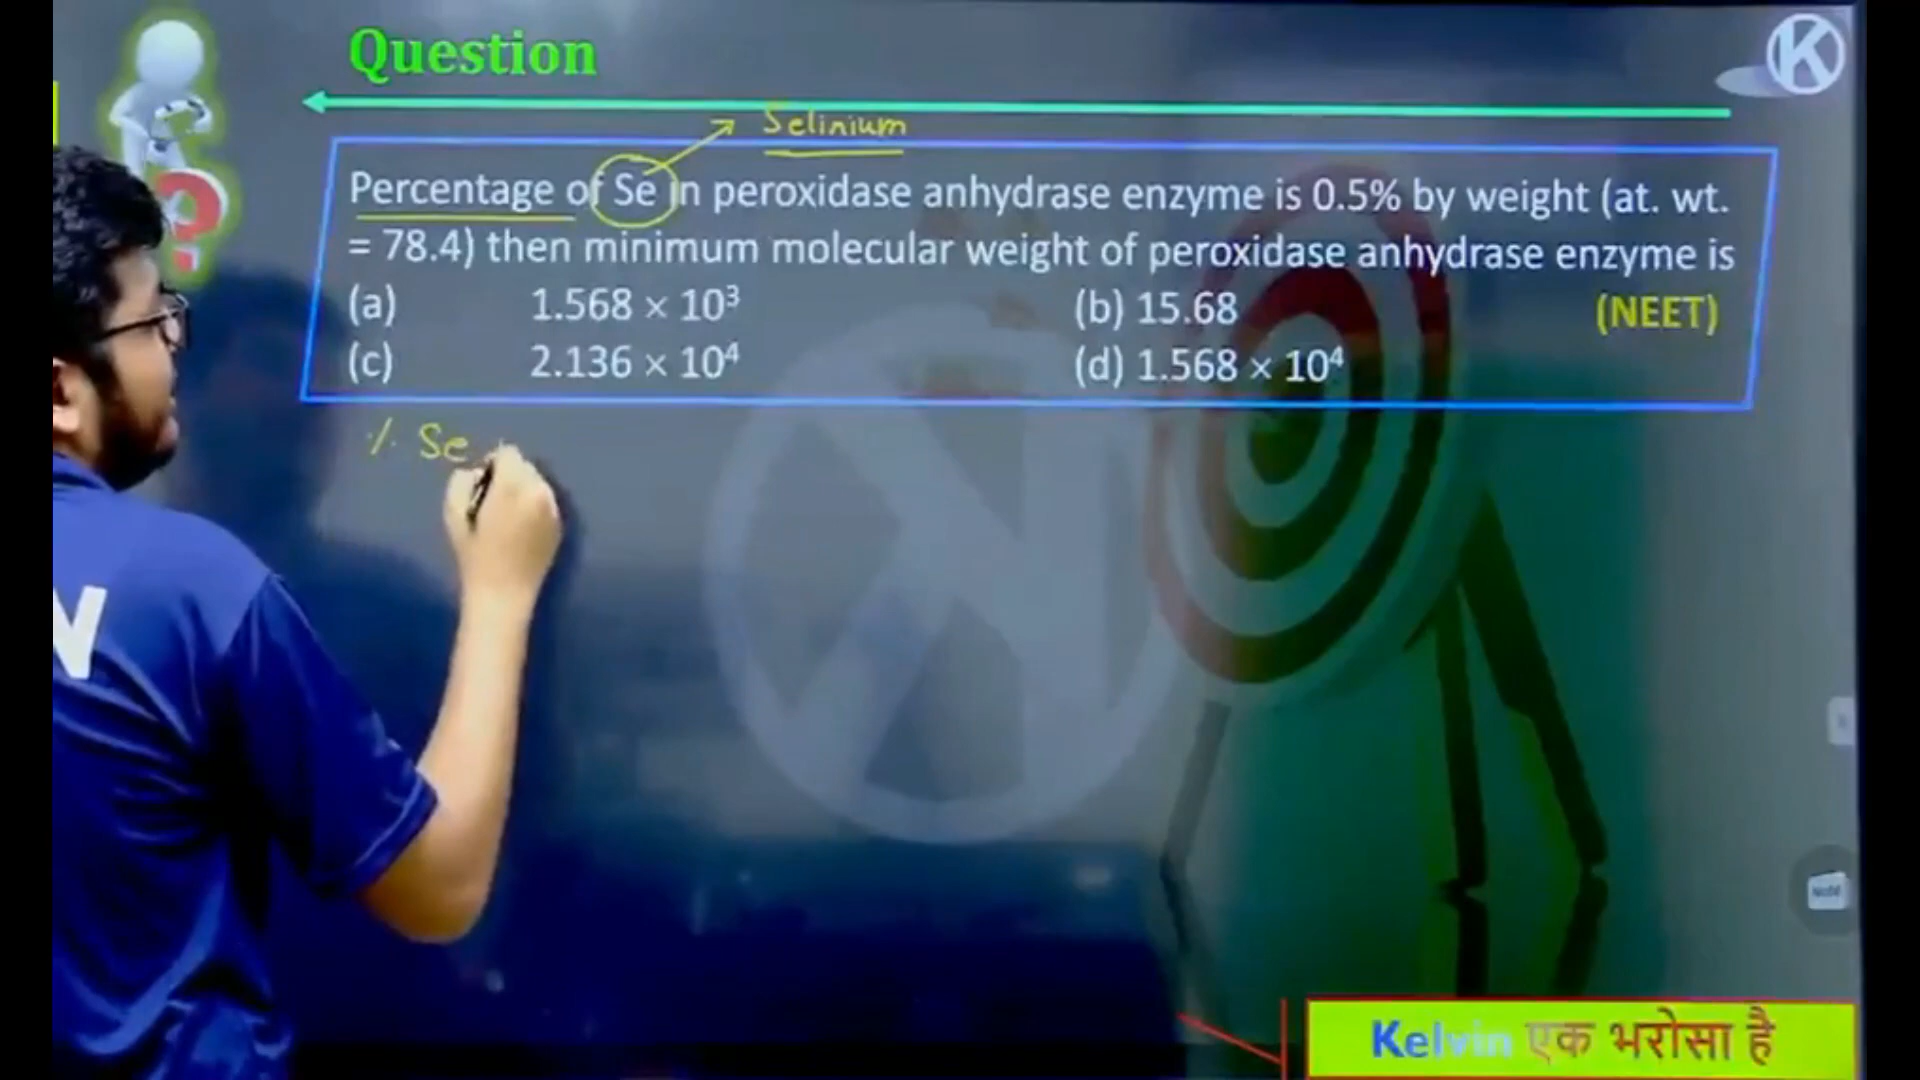 Question
Selinium
Percentage of Se in peroxidase anhydrase enzyme is 0.5% by weight (at. wt.
= 78.4) then minimum molecular weight of peroxidase anhydrase enzyme is
(a) 1.568 × 10³ (b) 15.68 (NEET)
(c) 2.136 × 10⁴ (d) 1.568 × 10⁴
% Se
Kelvin एक भरोसा है